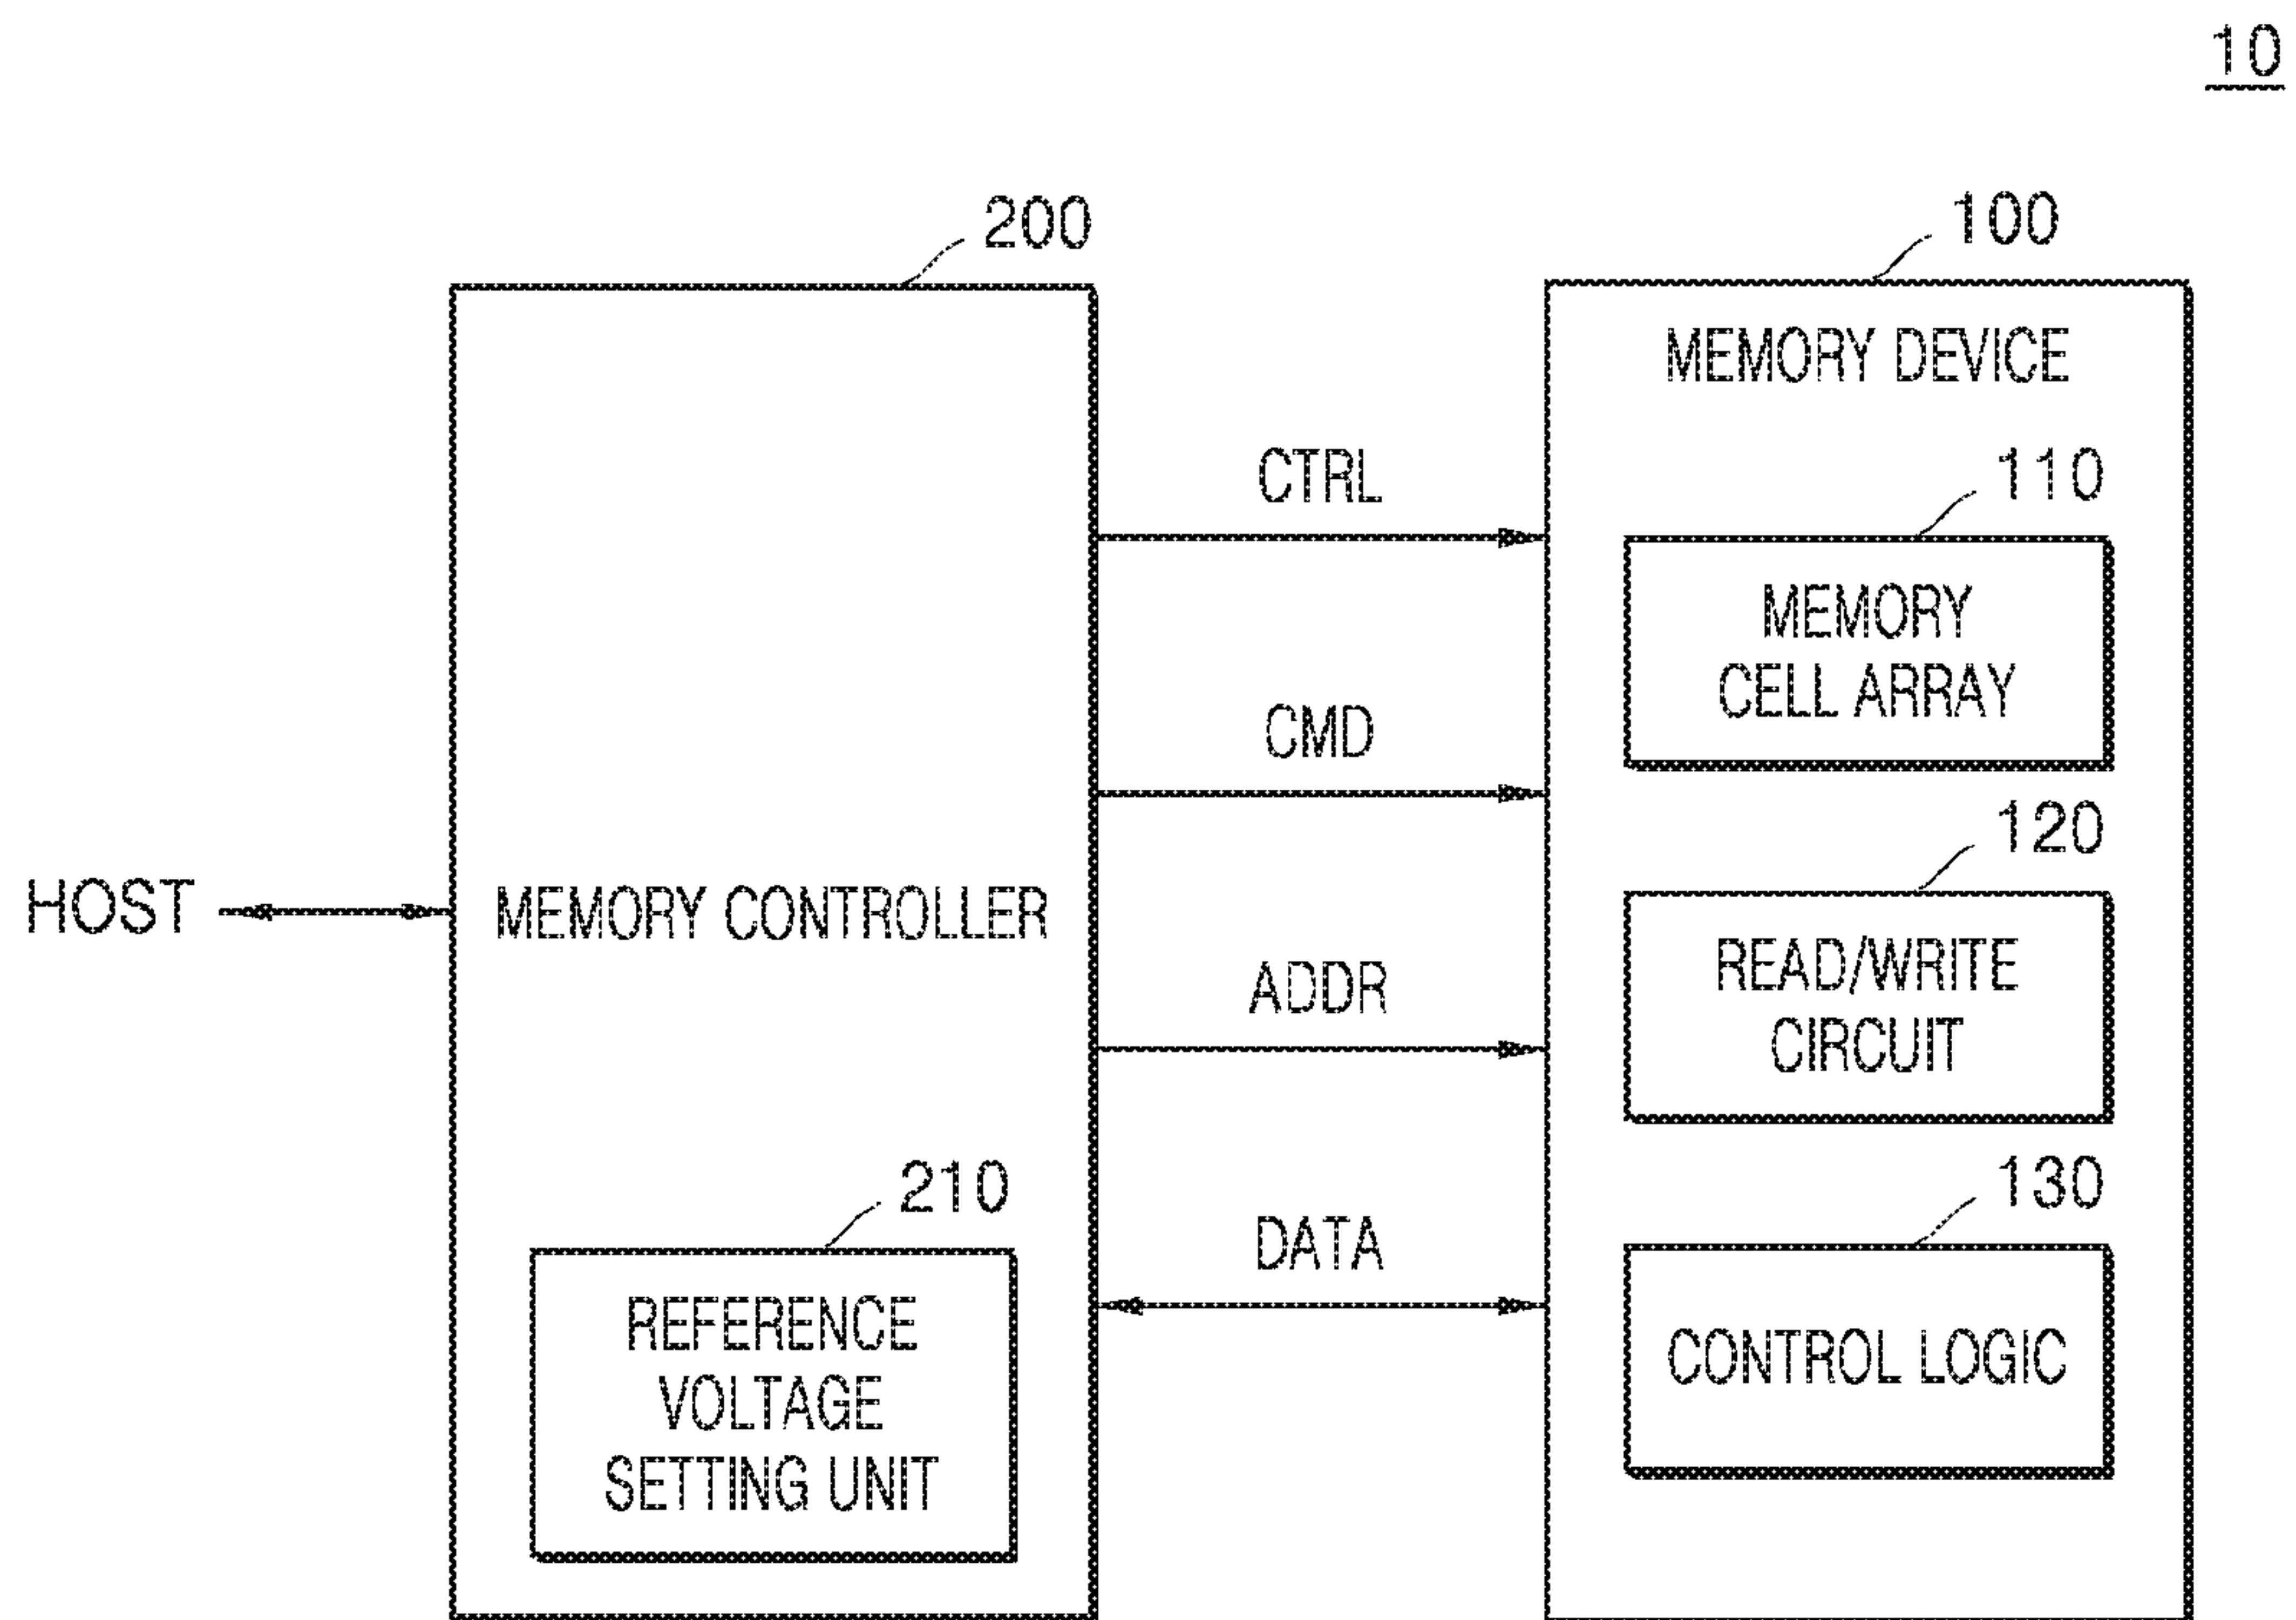 10
200
100
MEMORY DEVICE
CTRL
110
MEMORY
CELL ARRAY
CMD
120
HOST
MEMORY CONTROLLER
READ/WRITE
CIRCUIT
ADDR
210
130
DATA
REFERENCE
VOLTAGE
SETTING UNIT
CONTROL LOGIC